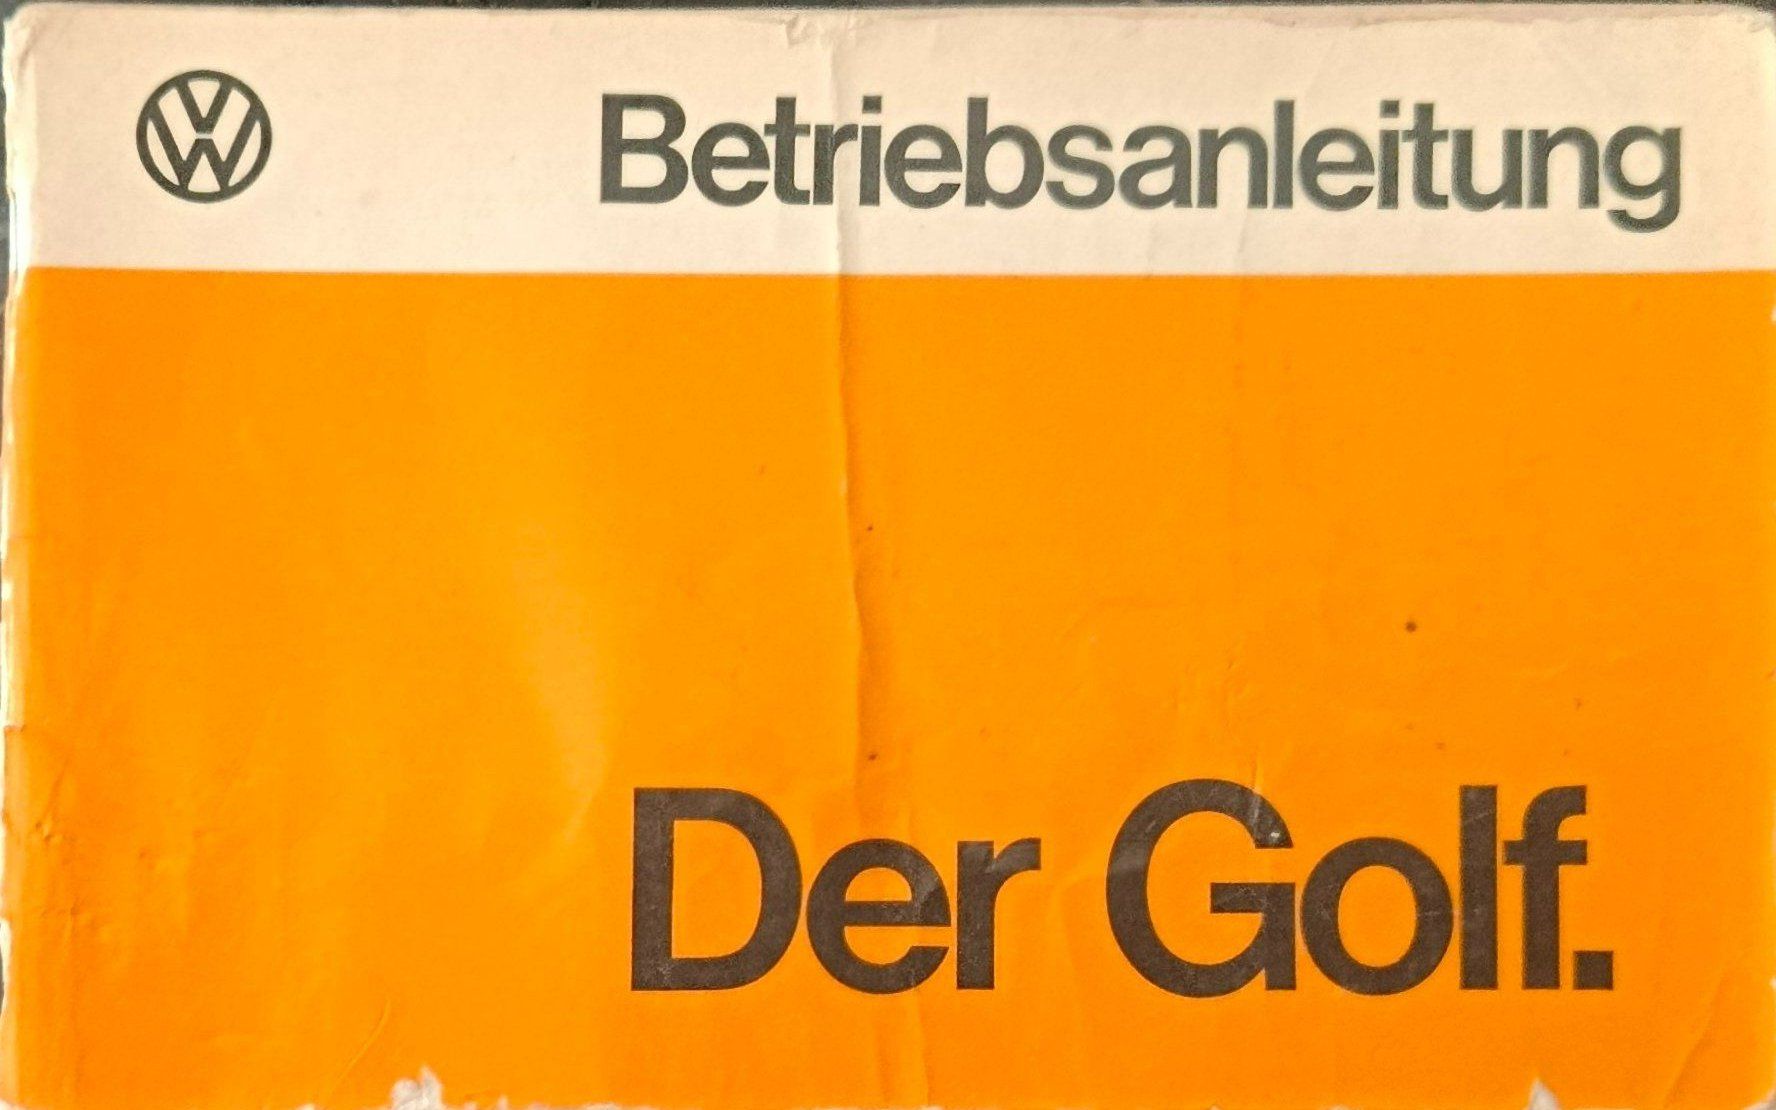 Betriebsanleitung
Der Golf.